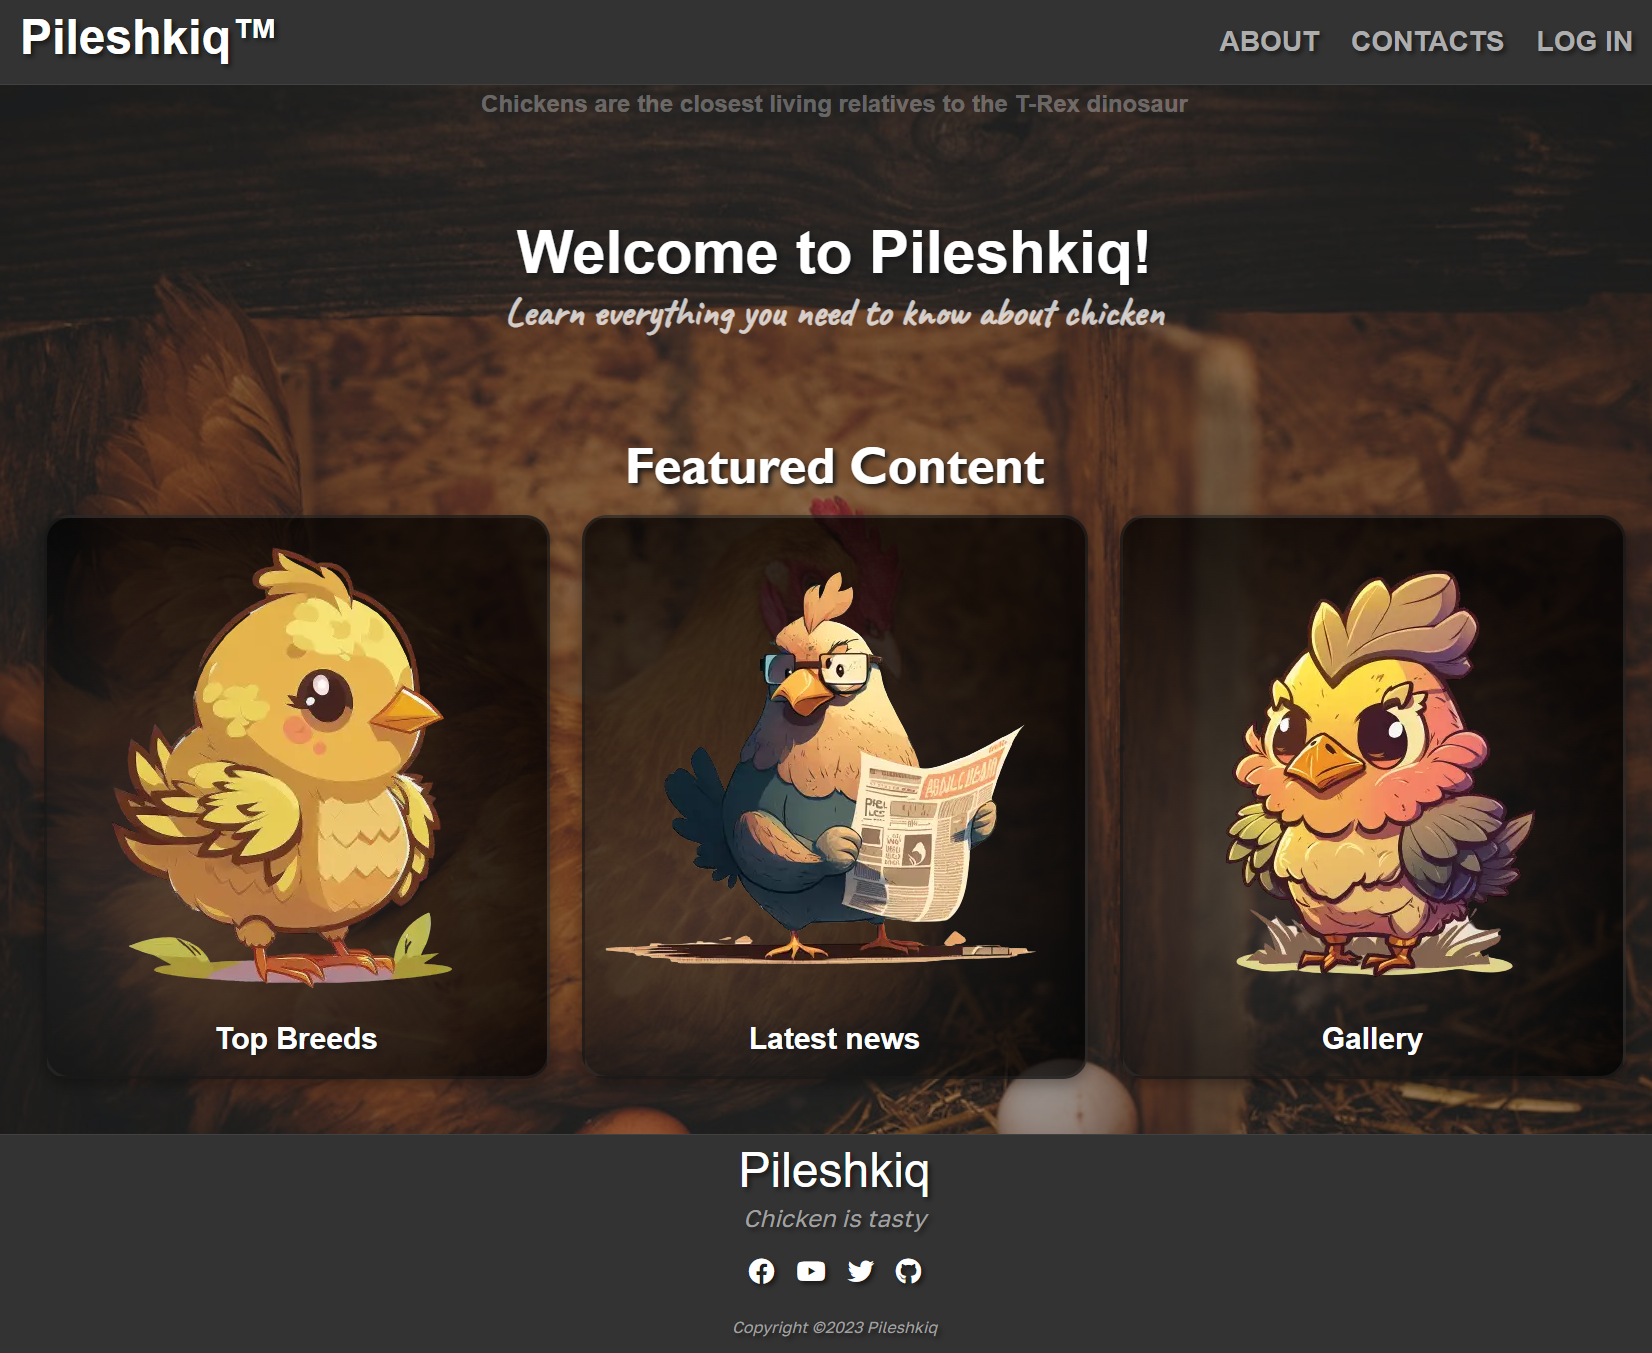 Pileshkiq™
ABOUT CONTACTS LOG IN
Chickens are the closest living relatives to the T-Rex dinosaur
Welcome to Pileshkiq!
Learn everything you need to know about chicken
Featured Content
Top Breeds
Latest news
Gallery
Pileshkiq
Chicken is tasty
Copyright ©2023 Pileshkiq